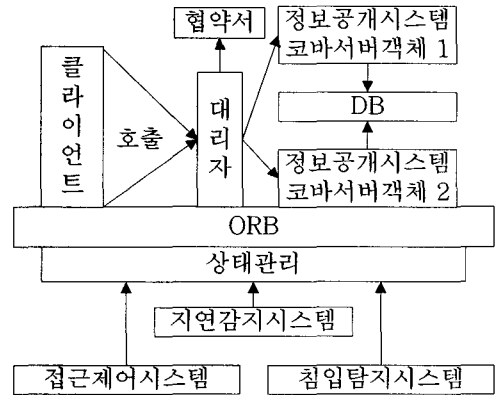 협약서
정보공개시스템
코바서버객체 1
클라이언트
호출
대리자
DB
정보공개시스템
코바서버객체 2
ORB
상태관리
지연감지시스템
접근제어시스템
침입탐지시스템